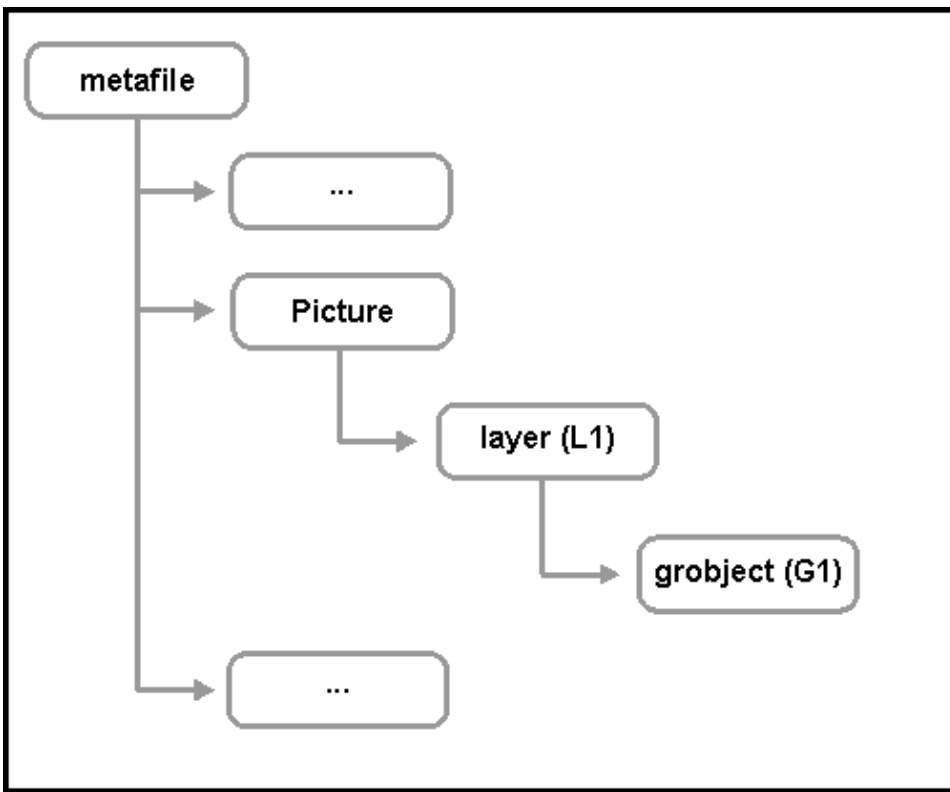 metafile
...
Picture
layer (L1)
grobject (G1)
...